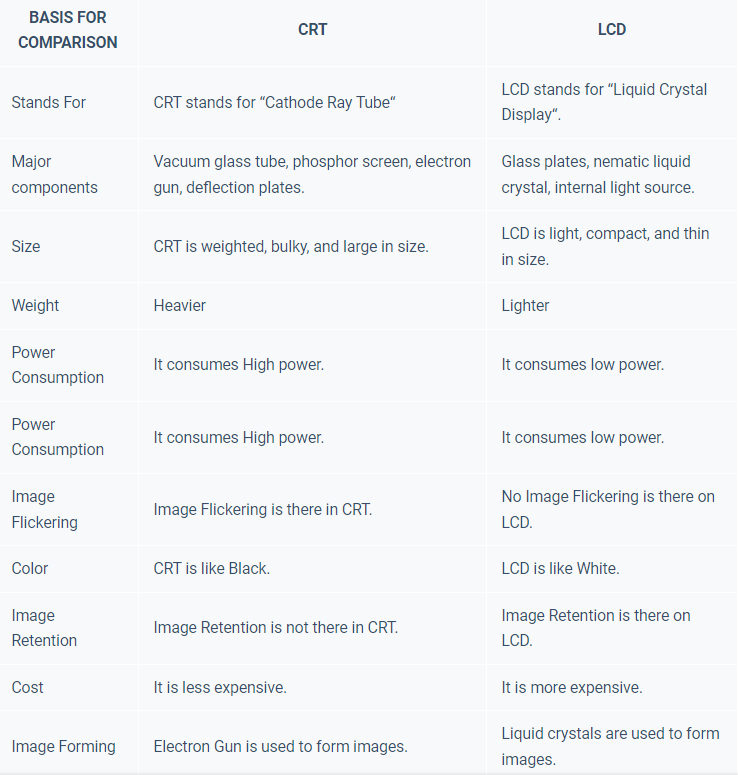 BASIS FOR
COMPARISON
CRT
LCD
Stands For
CRT stands for “Cathode Ray Tube“
LCD stands for “Liquid Crystal
Display“.
Major
components
Vacuum glass tube, phosphor screen, electron
gun, deflection plates.
Glass plates, nematic liquid
crystal, internal light source.
Size
CRT is weighted, bulky, and large in size.
LCD is light, compact, and thin
in size.
Weight
Heavier
Lighter
Power
Consumption
It consumes High power.
It consumes low power.
Power
Consumption
It consumes High power.
It consumes low power.
Image
Flickering
Image Flickering is there in CRT.
No Image Flickering is there on
LCD.
Color
CRT is like Black.
LCD is like White.
Image
Retention
Image Retention is not there in CRT.
Image Retention is there on
LCD.
Cost
It is less expensive.
It is more expensive.
Image Forming
Electron Gun is used to form images.
Liquid crystals are used to form
images.